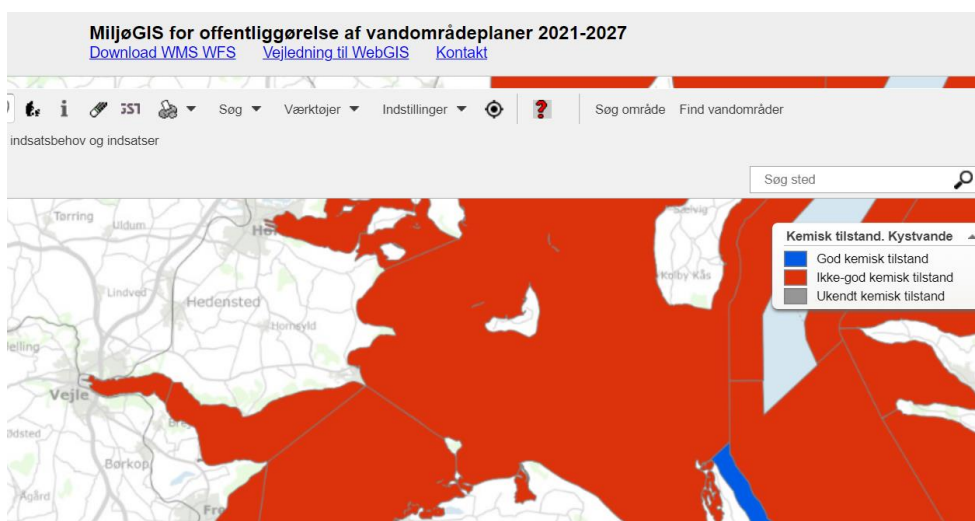 MiljøGIS for offentliggørelse af vandområdeplaner 2021-2027
Download WMS WFS Vejledning til WebGIS Kontakt
Søg Værktøjer Indstillinger ? Søg område Find vandområder
indsatsbehov og indsatser
Søg sted
Kemisk tilstand. Kystvande
God kemisk tilstand
Ikke-god kemisk tilstand
Ukendt kemisk tilstand
Tørring
Uldum
Kolby Kås
Lindved
Hedensted
Hornsyld
Vejle
Børkop
Agård